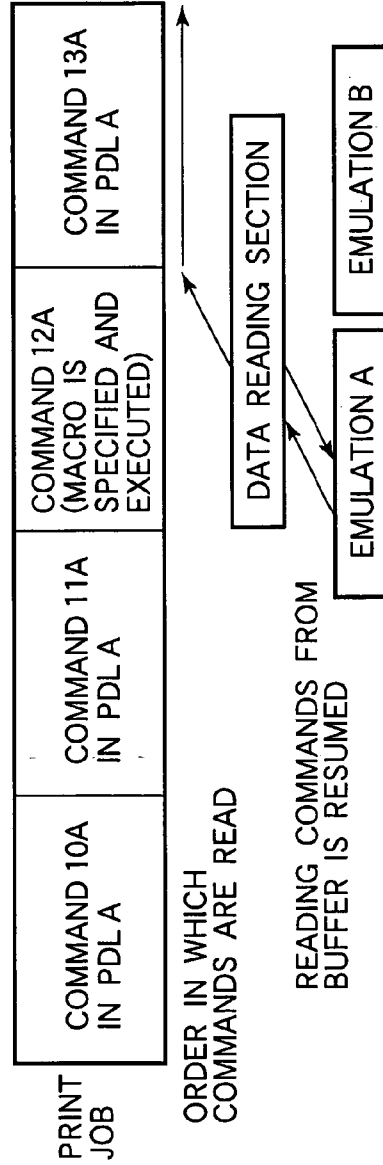 PRINT
JOB
COMMAND 10A
IN PDL A
COMMAND 11A
IN PDL A
COMMAND 12A
(MACRO IS
SPECIFIED AND
EXECUTED)
COMMAND 13A
IN PDL A
ORDER IN WHICH
COMMANDS ARE READ
DATA READING SECTION
READING COMMANDS FROM
BUFFER IS RESUMED
EMULATION A
EMULATION B